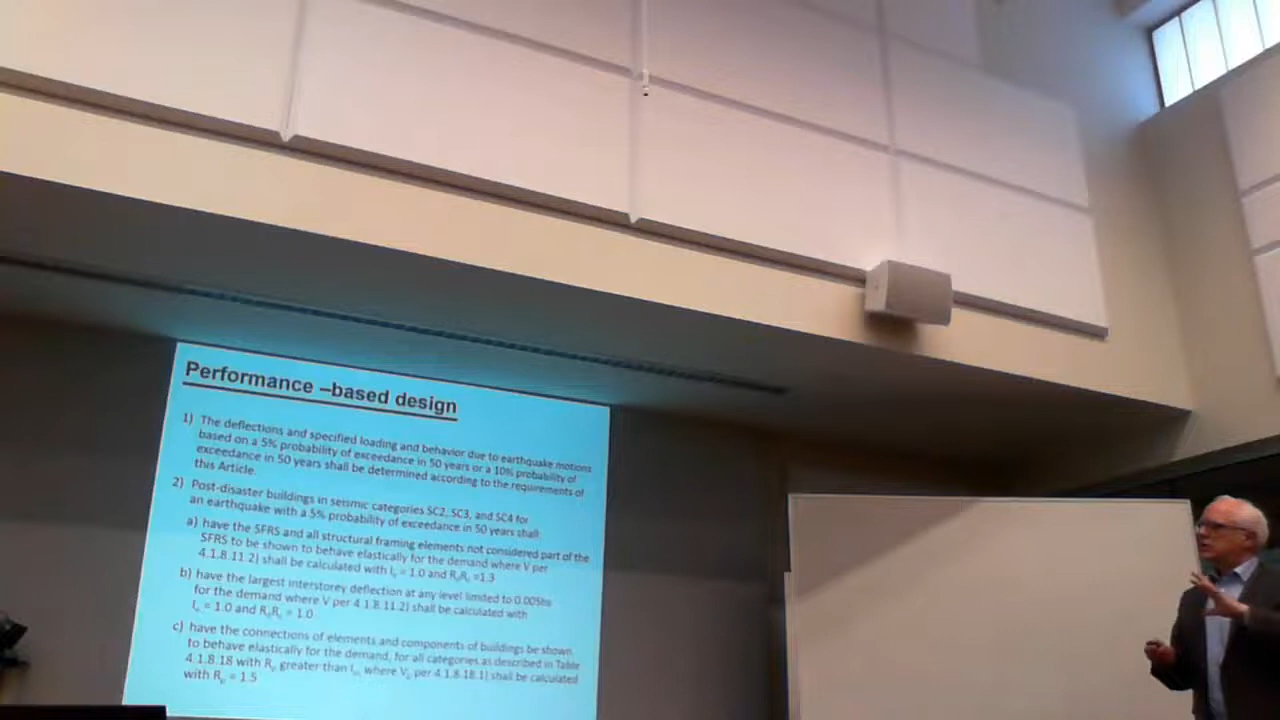 Performance –based design
1) The deflections and specified loading and behavior due to earthquake motions
based on a 5% probability of exceedance in 50 years or a 10% probability of
exceedance in 50 years shall be determined according to the requirements of
this Article.
2) Post-disaster buildings in seismic categories SC2, SC3, and SC4 for
an earthquake with a 5% probability of exceedance in 50 years shall:
a) have the SFRS and all structural framing elements not considered part of the
SFRS to be shown to behave elastically for the demand where V per
4.1.8.11.2) shall be calculated with Iₑ = 1.0 and RdRₒ =1.3
b) have the largest interstorey deflection at any level limited to 0.005hs
for the demand where V per 4.1.8.11.2) shall be calculated with
Iₑ = 1.0 and RdRₒ = 1.0
c) have the connections of elements and components of buildings be shown
to behave elastically for the demand, for all categories as described in Table
4.1.8.18 with Rₚ greater than 1.5, where Vₚ per 4.1.8.18.1) shall be calculated
with Rₚ = 1.5